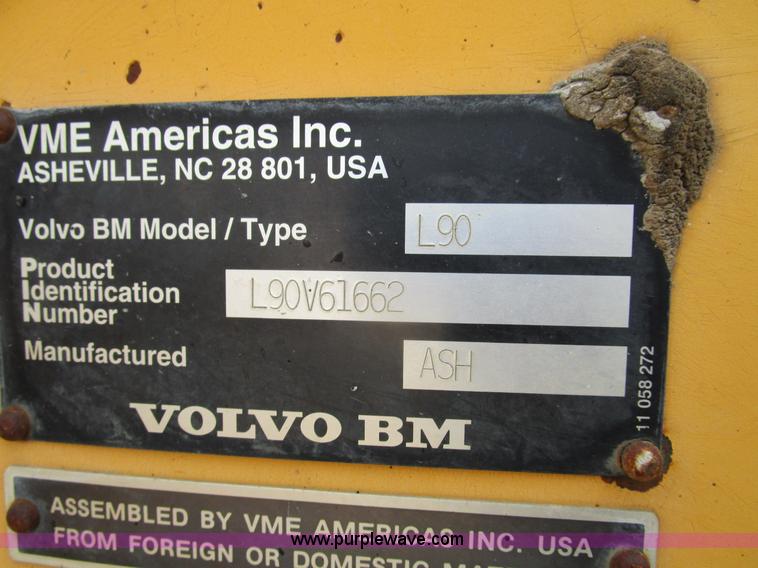 VME Americas Inc.
ASHEVILLE, NC 28 801, USA
Volvo BM Model / Type L90
Product
Identification
Number L90V61662
Manufactured ASH
VOLVO BM
11 058 272
ASSEMBLED BY VME AMERICAS INC. USA
FROM FOREIGN OR DOMESTIC
www.purplewave.com